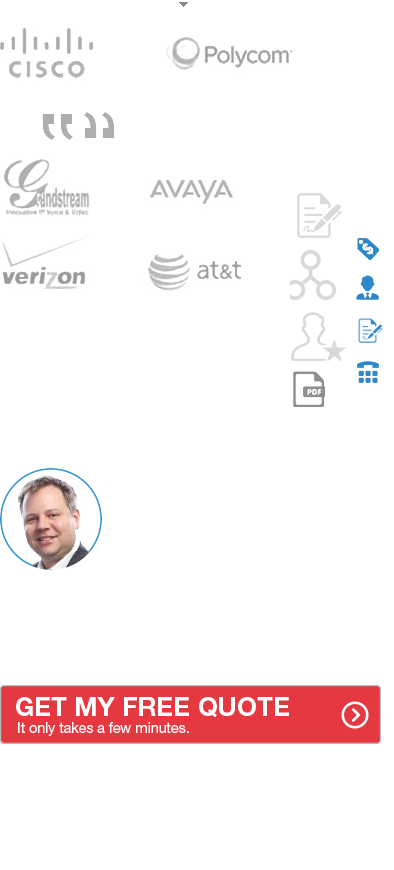 CISCO
Polycom
Grandstream
Innovative IP Voice & Video
AVAYA
verizon
at&t
PDF
GET MY FREE QUOTE
It only takes a few minutes.